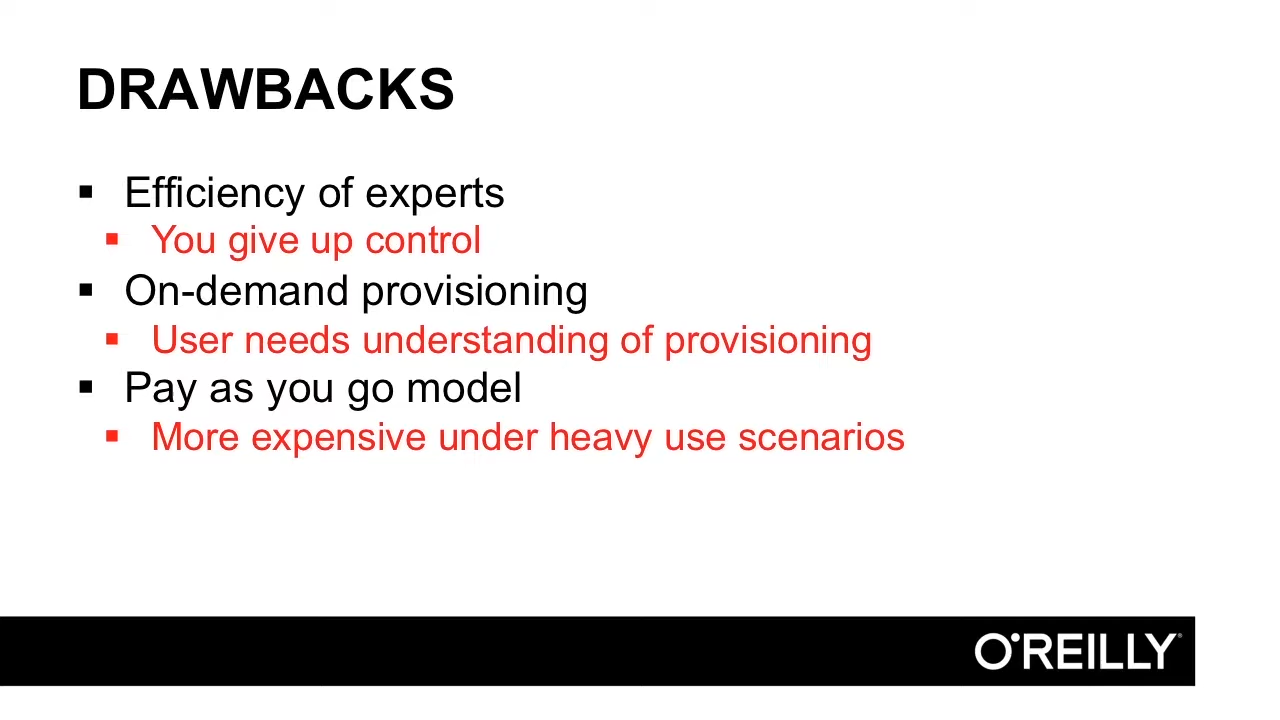 DRAWBACKS
▪ Efficiency of experts
▪ You give up control
▪ On-demand provisioning
▪ User needs understanding of provisioning
▪ Pay as you go model
▪ More expensive under heavy use scenarios
O'REILLY®